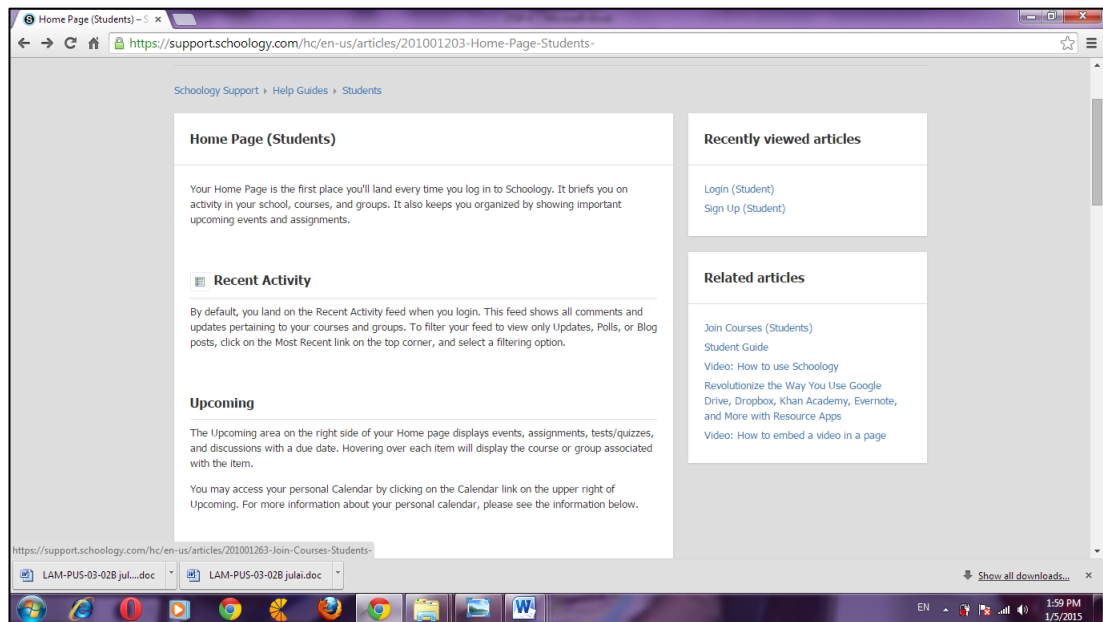 Home Page (Students) – S
https://support.schoology.com/hc/en-us/articles/201001203-Home-Page-Students-
Schoology Support ▸ Help Guides ▸ Students
Home Page (Students)
Your Home Page is the first place you'll land every time you log in to Schoology. It briefs you on
activity in your school, courses, and groups. It also keeps you organized by showing important
upcoming events and assignments.
Recent Activity
By default, you land on the Recent Activity feed when you login. This feed shows all comments and
updates pertaining to your courses and groups. To filter your feed to view only Updates, Polls, or Blog
posts, click on the Most Recent link on the top corner, and select a filtering option.
Upcoming
The Upcoming area on the right side of your Home page displays events, assignments, tests/quizzes,
and discussions with a due date. Hovering over each item will display the course or group associated
with the item.
You may access your personal Calendar by clicking on the Calendar link on the upper right of
Upcoming. For more information about your personal calendar, please see the information below.
Recently viewed articles
Login (Student)
Sign Up (Student)
Related articles
Join Courses (Students)
Student Guide
Video: How to use Schoology
Revolutionize the Way You Use Google
Drive, Dropbox, Khan Academy, Evernote,
and More with Resource Apps
Video: How to embed a video in a page
https://support.schoology.com/hc/en-us/articles/201001263-Join-Courses-Students-
LAM-PUS-03-02B jul....doc
LAM-PUS-03-02B julai.doc
Show all downloads...
EN
1:59 PM
1/5/2015